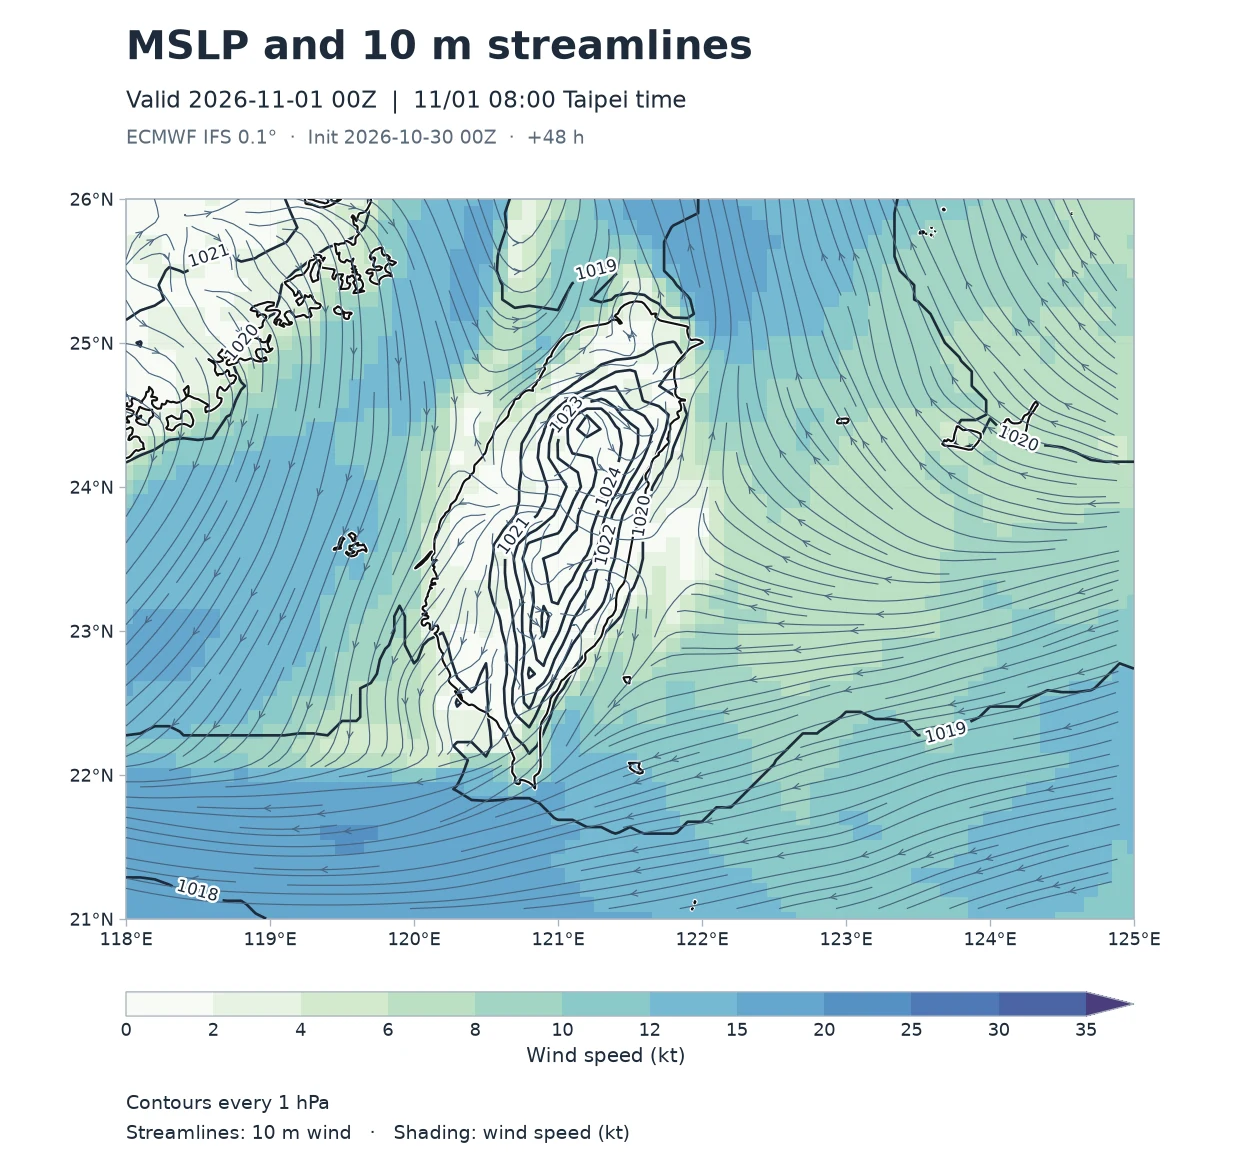 MSLP and 10 m streamlines
Valid 2026-11-01 00Z | 11/01 08:00 Taipei time
ECMWF IFS 0.1° · Init 2026-10-30 00Z · +48 h
26°N
25°N
24°N
23°N
22°N
21°N
1021
1019
1020
1023
1020
1024
1020
1021
1022
1019
1018
118°E 119°E 120°E 121°E 122°E 123°E 124°E 125°E
0 2 4 6 8 10 12 15 20 25 30 35
Wind speed (kt)
Contours every 1 hPa
Streamlines: 10 m wind · Shading: wind speed (kt)